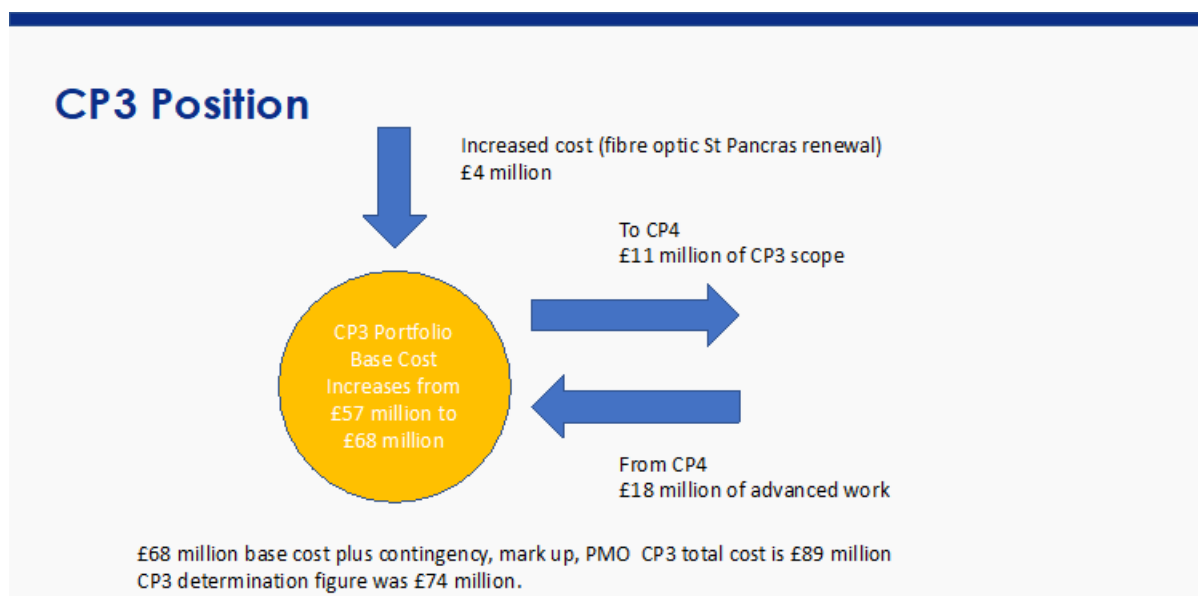 CP3 Position
Increased cost (fibre optic St Pancras renewal)
£4 million
To CP4
£11 million of CP3 scope
CP3 Portfolio
Base Cost
Increases from
£57 million to
£68 million
From CP4
£18 million of advanced work
£68 million base cost plus contingency, mark up, PMO  CP3 total cost is £89 million
CP3 determination figure was £74 million.